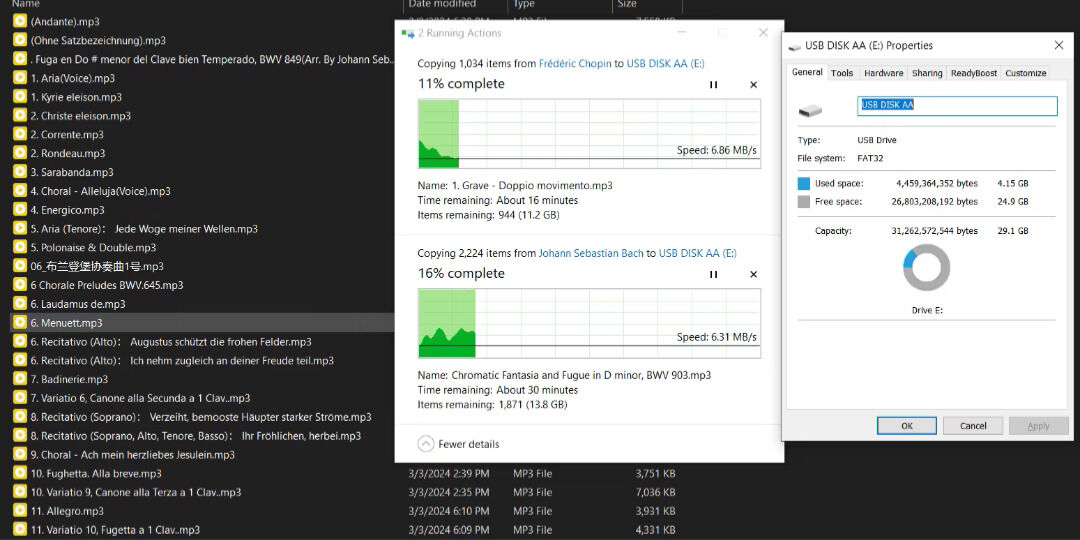 Name Date modified Type Size
(Andante).mp3
(Ohne Satzbezeichnung).mp3
. Fuga en Do # menor del Clave bien Temperado, BWV 849(Arr. By Johann Seb...
1. Aria(Voice).mp3
1. Kyrie eleison.mp3
2. Christe eleison.mp3
2. Corrente.mp3
2. Rondeau.mp3
3. Sarabanda.mp3
4. Choral - Alleluja(Voice).mp3
4. Energico.mp3
5. Aria (Tenore)： Jede Woge meiner Wellen.mp3
5. Polonaise & Double.mp3
06_布兰登堡协奏曲1号.mp3
6 Chorale Preludes BWV.645.mp3
6. Laudamus de.mp3
6. Menuett.mp3
6. Recitativo (Alto)： Augustus schützt die frohen Felder.mp3
6. Recitativo (Alto)： Ich nehm zugleich an deiner Freude teil.mp3
7. Badinerie.mp3
7. Variatio 6, Canone alla Secunda a 1 Clav..mp3
8. Recitativo (Soprano)： Verzeiht, bemooste Häupter starker Ströme.mp3
8. Recitativo (Soprano, Alto, Tenore, Basso)： Ihr Fröhlichen, herbei.mp3
9. Choral - Ach mein herzliebes Jesulein.mp3
10. Fughetta. Alla breve.mp3 3/3/2024 2:39 PM MP3 File 3,751 KB
10. Variatio 9, Canone alla Terza a 1 Clav..mp3 3/3/2024 2:35 PM MP3 File 7,036 KB
11. Allegro.mp3 3/3/2024 6:10 PM MP3 File 3,931 KB
11. Variatio 10, Fugetta a 1 Clav..mp3 3/3/2024 6:09 PM MP3 File 4,331 KB
2 Running Actions
Copying 1,034 items from Frédéric Chopin to USB DISK AA (E:)
11% complete
Speed: 6.86 MB/s
Name: 1. Grave - Doppio movimento.mp3
Time remaining: About 16 minutes
Items remaining: 944 (11.2 GB)
Copying 2,224 items from Johann Sebastian Bach to USB DISK AA (E:)
16% complete
Speed: 6.31 MB/s
Name: Chromatic Fantasia and Fugue in D minor, BWV 903.mp3
Time remaining: About 30 minutes
Items remaining: 1,871 (13.8 GB)
Fewer details
USB DISK AA (E:) Properties
General Tools Hardware Sharing ReadyBoost Customize
USB DISK AA
Type: USB Drive
File system: FAT32
Used space: 4,459,364,352 bytes 4.15 GB
Free space: 26,803,208,192 bytes 24.9 GB
Capacity: 31,262,572,544 bytes 29.1 GB
Drive E:
OK Cancel Apply